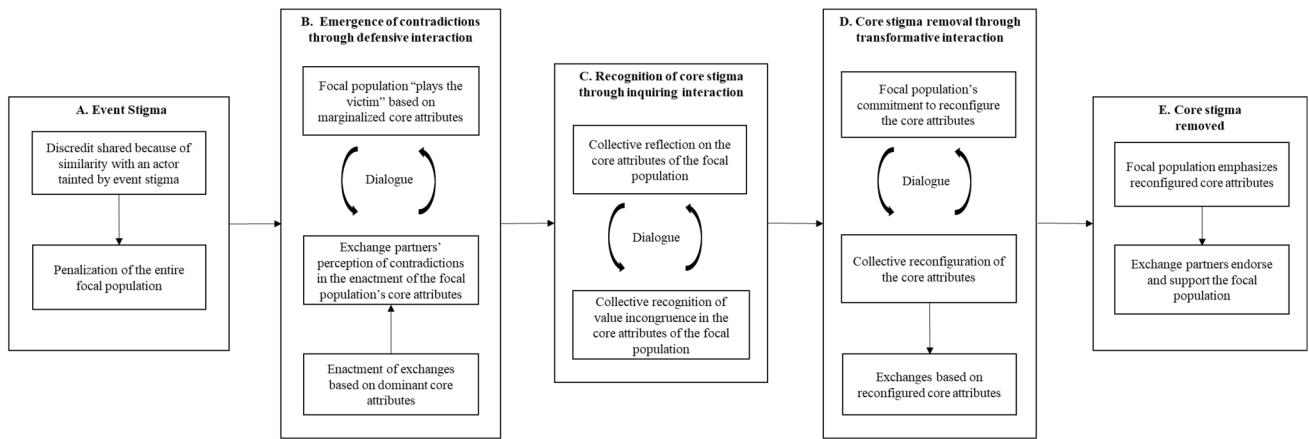 A. Event Stigma
Discredit shared because of
similarity with an actor
tainted by event stigma
Penalization of the entire
focal population
B. Emergence of contradictions
through defensive interaction
Focal population “plays the
victim” based on
marginalized core attributes
Dialogue
Exchange partners’
perception of contradictions
in the enactment of the focal
population’s core attributes
Enactment of exchanges
based on dominant core
attributes
C. Recognition of core stigma
through inquiring interaction
Collective reflection on the
core attributes of the focal
population
Dialogue
Collective recognition of
value incongruence in the
core attributes of the focal
population
D. Core stigma removal through
transformative interaction
Focal population’s
commitment to reconfigure
the core attributes
Dialogue
Collective reconfiguration of
the core attributes
Exchanges based on
reconfigured core attributes
E. Core stigma
removed
Focal population emphasizes
reconfigured core attributes
Exchange partners endorse
and support the focal
population